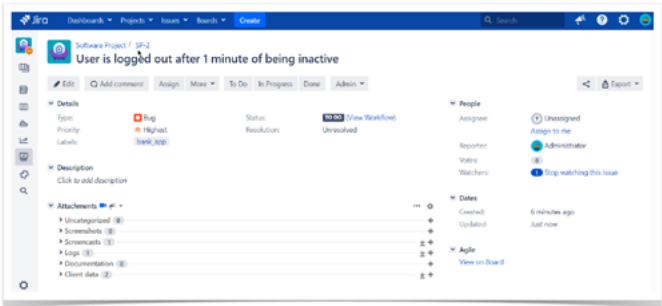 Jira Dashboards Projects Issues Boards Create Search
Software Project / SP-2
User is logged out after 1 minute of being inactive
Edit Add comment Assign More To Do In Progress Done Admin Export
Details
Type: Bug
Priority: Highest
Labels: bank_app
Status: TO DO (View Workflow)
Resolution: Unresolved
Description
Click to add description
Attachments
Uncategorized 0
Screenshots
Screencasts 1
Logs 1
Documentation
Client data 2
People
Assignee: Unassigned
Assign to me
Reporter: Administrator
Votes: 0
Watchers: 1 Stop watching this issue
Dates
Created: 6 minutes ago
Updated: Just now
Agile
View on Board